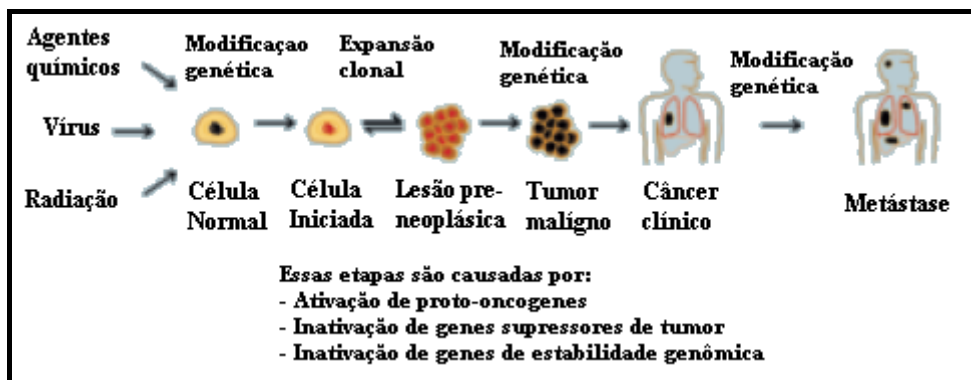 Agentes
químicos
Modificaçao
genética
Expansão
clonal
Modificação
genética
Modificação
genética
Vírus
Radiação
Célula
Normal
Célula
Iniciada
Lesão pre-
neoplásica
Tumor
malígno
Câncer
clínico
Metástase
Essas etapas são causadas por:
- Ativação de proto-oncogenes
- Inativação de genes supressores de tumor
- Inativação de genes de estabilidade genômica